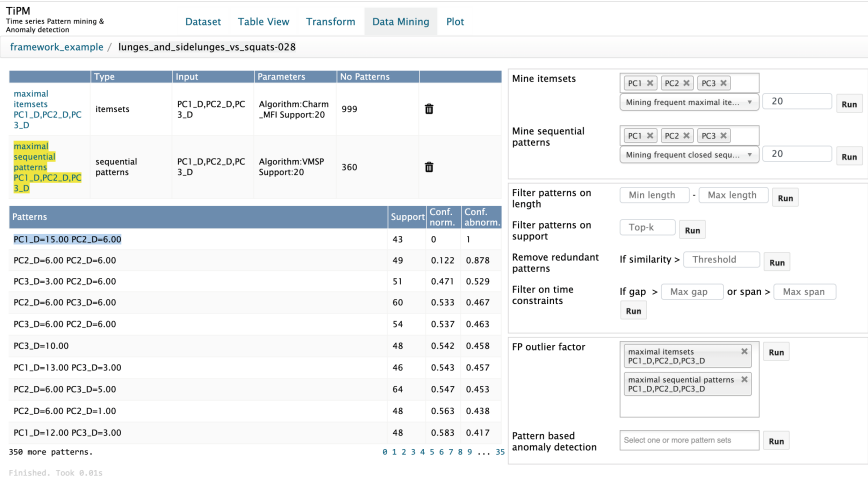 TiPM
Time series Pattern mining &
Anomaly detection
Dataset Table View Transform Data Mining Plot
framework_example / lunges_and_sidelunges_vs_squats-028
Type Input Parameters No Patterns
maximal
itemsets
PC1_D,PC2_D,PC
3_D
itemsets
PC1_D,PC2_D,PC
3_D
Algorithm:Charm
_MFI Support:20
999
maximal
sequential
patterns
PC1_D,PC2_D,PC
3_D
sequential
patterns
PC1_D,PC2_D,PC
3_D
Algorithm:VMSP
Support:20
360
Patterns Support Conf. norm. Conf. abnorm.
PC1_D=15.00 PC2_D=6.00 43 0 1
PC2_D=6.00 PC2_D=6.00 49 0.122 0.878
PC3_D=3.00 PC2_D=6.00 51 0.471 0.529
PC2_D=6.00 PC3_D=6.00 60 0.533 0.467
PC3_D=6.00 PC2_D=6.00 54 0.537 0.463
PC3_D=10.00 48 0.542 0.458
PC1_D=13.00 PC3_D=3.00 46 0.543 0.457
PC2_D=6.00 PC3_D=5.00 64 0.547 0.453
PC2_D=6.00 PC2_D=1.00 48 0.563 0.438
PC1_D=12.00 PC3_D=3.00 48 0.583 0.417
350 more patterns. 0 1 2 3 4 5 6 7 8 9 ... 35
Finished. Took 0.01s
Mine itemsets
PC1 ✖ PC2 ✖ PC3 ✖
Mining frequent maximal ite... ▼ 20 Run
Mine sequential
patterns
PC1 ✖ PC2 ✖ PC3 ✖
Mining frequent closed sequ... ▼ 20 Run
Filter patterns on
length
Min length - Max length Run
Filter patterns on
support
Top-k Run
Remove redundant
patterns
If similarity > Threshold Run
Filter on time
constraints
If gap > Max gap or span > Max span
Run
FP outlier factor
maximal itemsets ✖
PC1_D,PC2_D,PC3_D
maximal sequential patterns ✖
PC1_D,PC2_D,PC3_D
Run
Pattern based
anomaly detection
Select one or more pattern sets Run